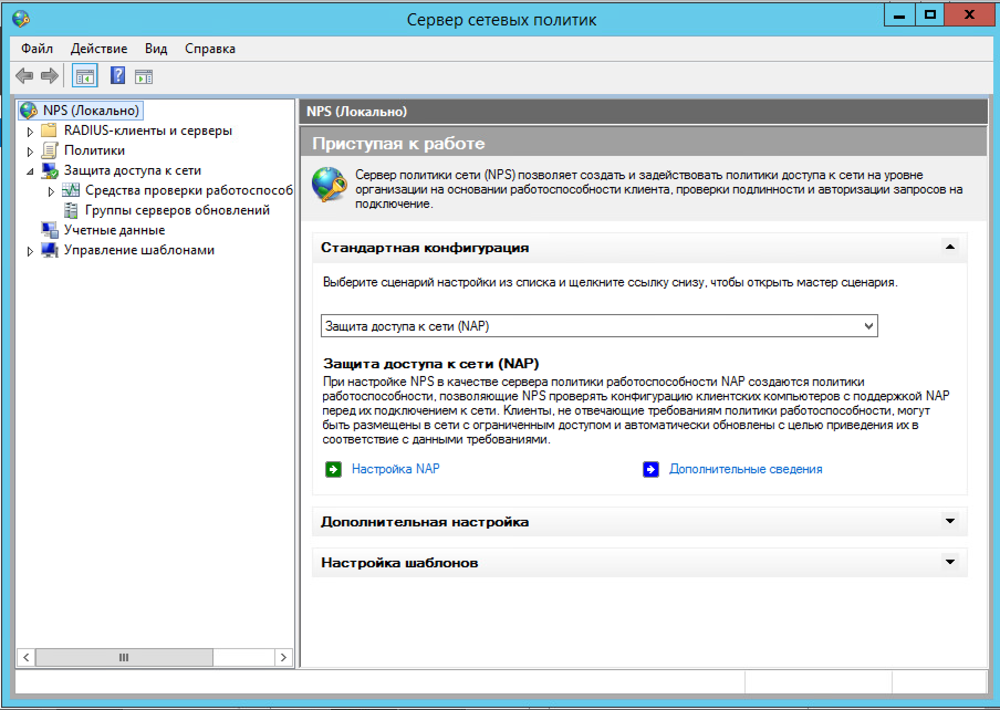 Сервер сетевых политик
Файл Действие Вид Справка
NPS (Локально)
RADIUS-клиенты и серверы
Политики
Защита доступа к сети
Средства проверки работоспособ
Группы серверов обновлений
Учетные данные
Управление шаблонами
NPS (Локально)
Приступая к работе
Сервер политики сети (NPS) позволяет создать и задействовать политики доступа к сети на уровне
организации на основании работоспособности клиента, проверки подлинности и авторизации запросов на
подключение.
Стандартная конфигурация
Выберите сценарий настройки из списка и щелкните ссылку снизу, чтобы открыть мастер сценария.
Защита доступа к сети (NAP)
Защита доступа к сети (NAP)
При настройке NPS в качестве сервера политики работоспособности NAP создаются политики
работоспособности, позволяющие NPS проверять конфигурацию клиентских компьютеров с поддержкой NAP
перед их подключением к сети. Клиенты, не отвечающие требованиям политики работоспособности, могут
быть размещены в сети с ограниченным доступом и автоматически обновлены с целью приведения их в
соответствие с данными требованиями.
Настройка NAP Дополнительные сведения
Дополнительная настройка
Настройка шаблонов